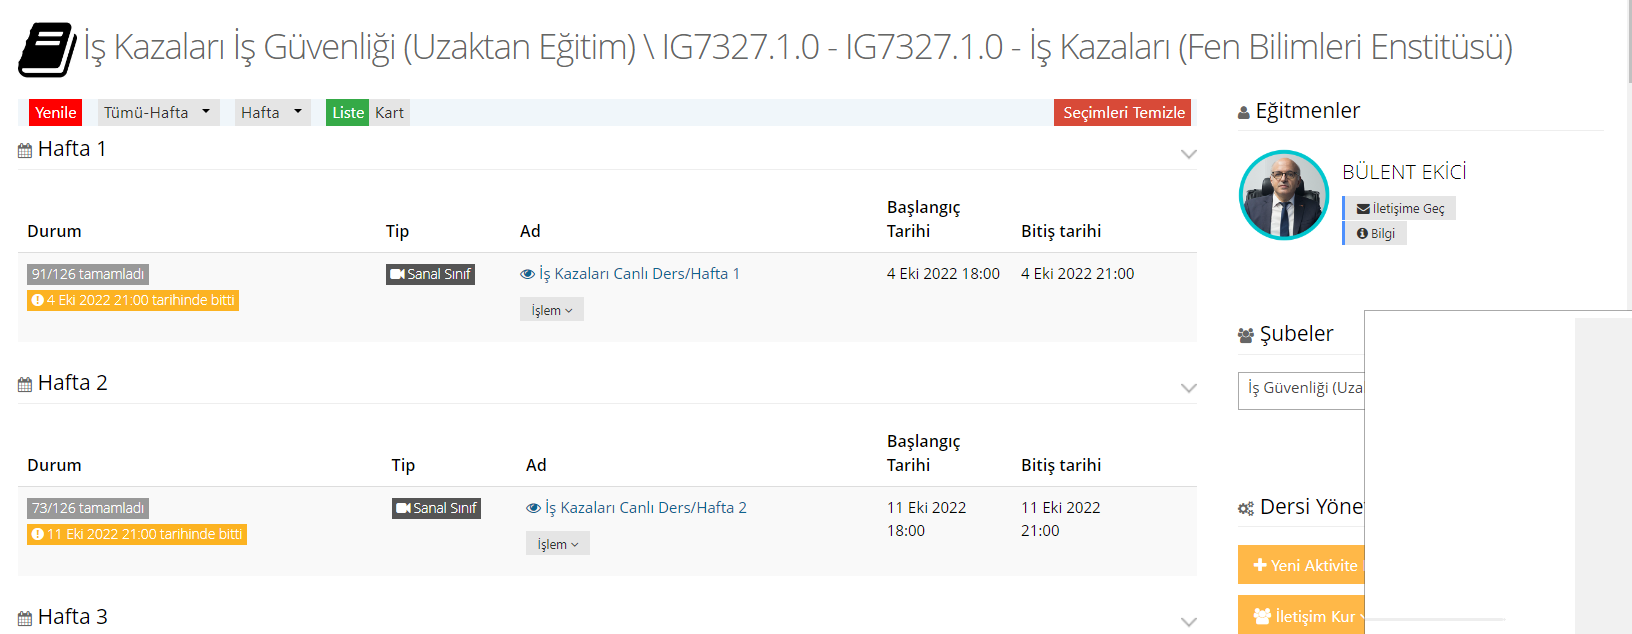 İş Kazaları İş Güvenliği (Uzaktan Eğitim) \ IG7327.1.0 - IG7327.1.0 - İş Kazaları (Fen Bilimleri Enstitüsü)
Yenile Tümü-Hafta Hafta Liste Kart Seçimleri Temizle
Hafta 1
Durum Tip Ad Başlangıç Tarihi Bitiş tarihi
91/126 tamamladı Sanal Sınıf İş Kazaları Canlı Ders/Hafta 1 4 Eki 2022 18:00 4 Eki 2022 21:00
4 Eki 2022 21:00 tarihinde bitti
İşlem
Hafta 2
Durum Tip Ad Başlangıç Tarihi Bitiş tarihi
73/126 tamamladı Sanal Sınıf İş Kazaları Canlı Ders/Hafta 2 11 Eki 2022 18:00 11 Eki 2022 21:00
11 Eki 2022 21:00 tarihinde bitti
İşlem
Hafta 3
Eğitmenler
BÜLENT EKİCİ
İletişime Geç
Bilgi
Şubeler
İş Güvenliği (Uza
Dersi Yöne
Yeni Aktivite
İletişim Kur